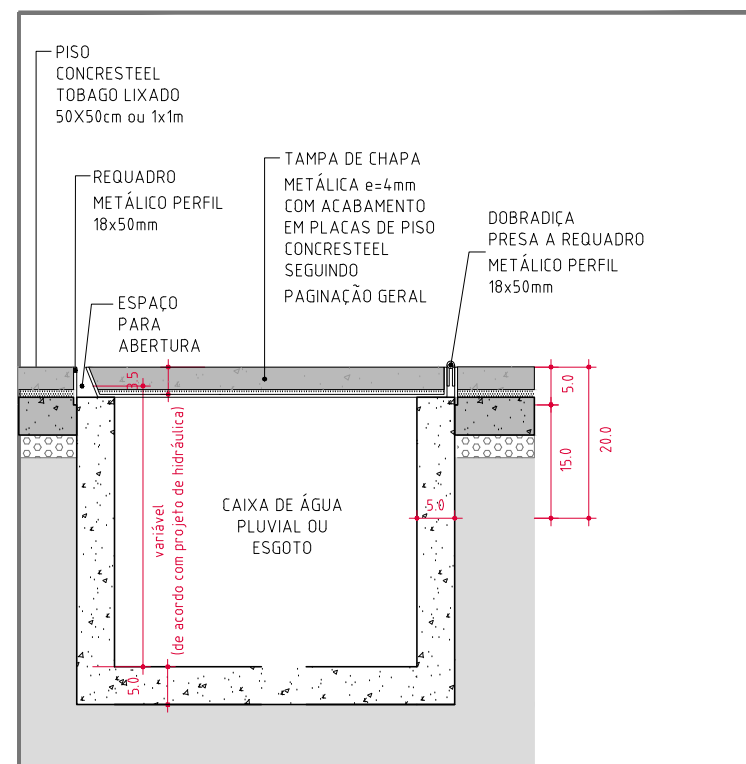 PISO
CONCRESTEEL
TOBAGO LIXADO
50X50cm ou 1x1m
REQUADRO
METÁLICO PERFIL
18x50mm
TAMPA DE CHAPA
METÁLICA e=4mm
COM ACABAMENTO
EM PLACAS DE PISO
CONCRESTEEL
SEGUINDO
PAGINAÇÃO GERAL
DOBRADIÇA
PRESA A REQUADRO
METÁLICO PERFIL
18x50mm
ESPAÇO
PARA
ABERTURA
3.5
5.0
15.0
20.0
variável
(de acordo com projeto de hidráulica)
CAIXA DE ÁGUA
PLUVIAL OU
ESGOTO
5.0
5.0